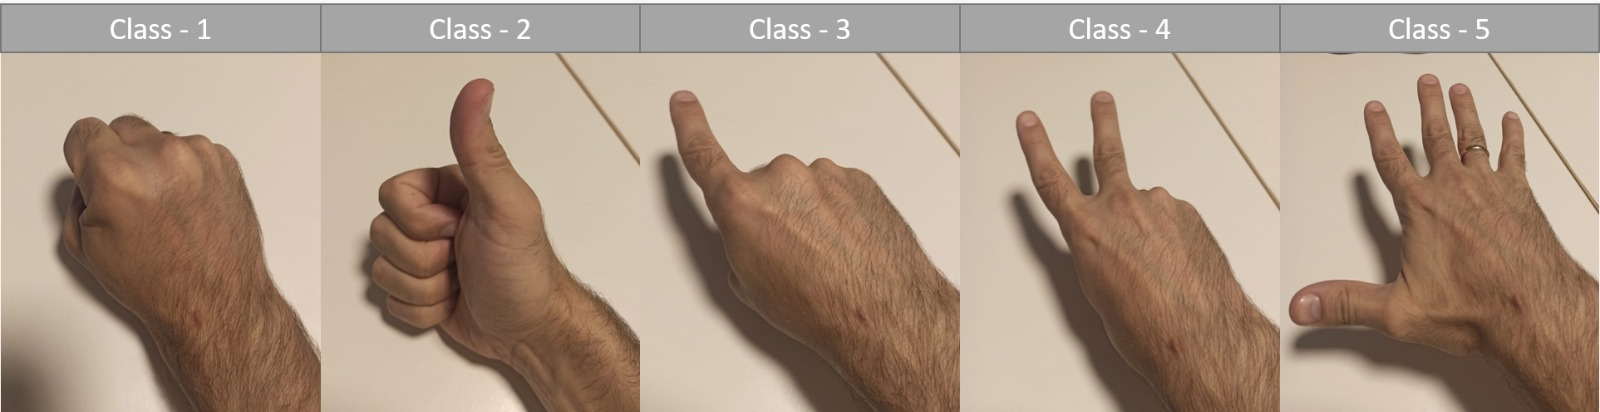 Class - 1
Class - 2
Class - 3
Class - 4
Class - 5